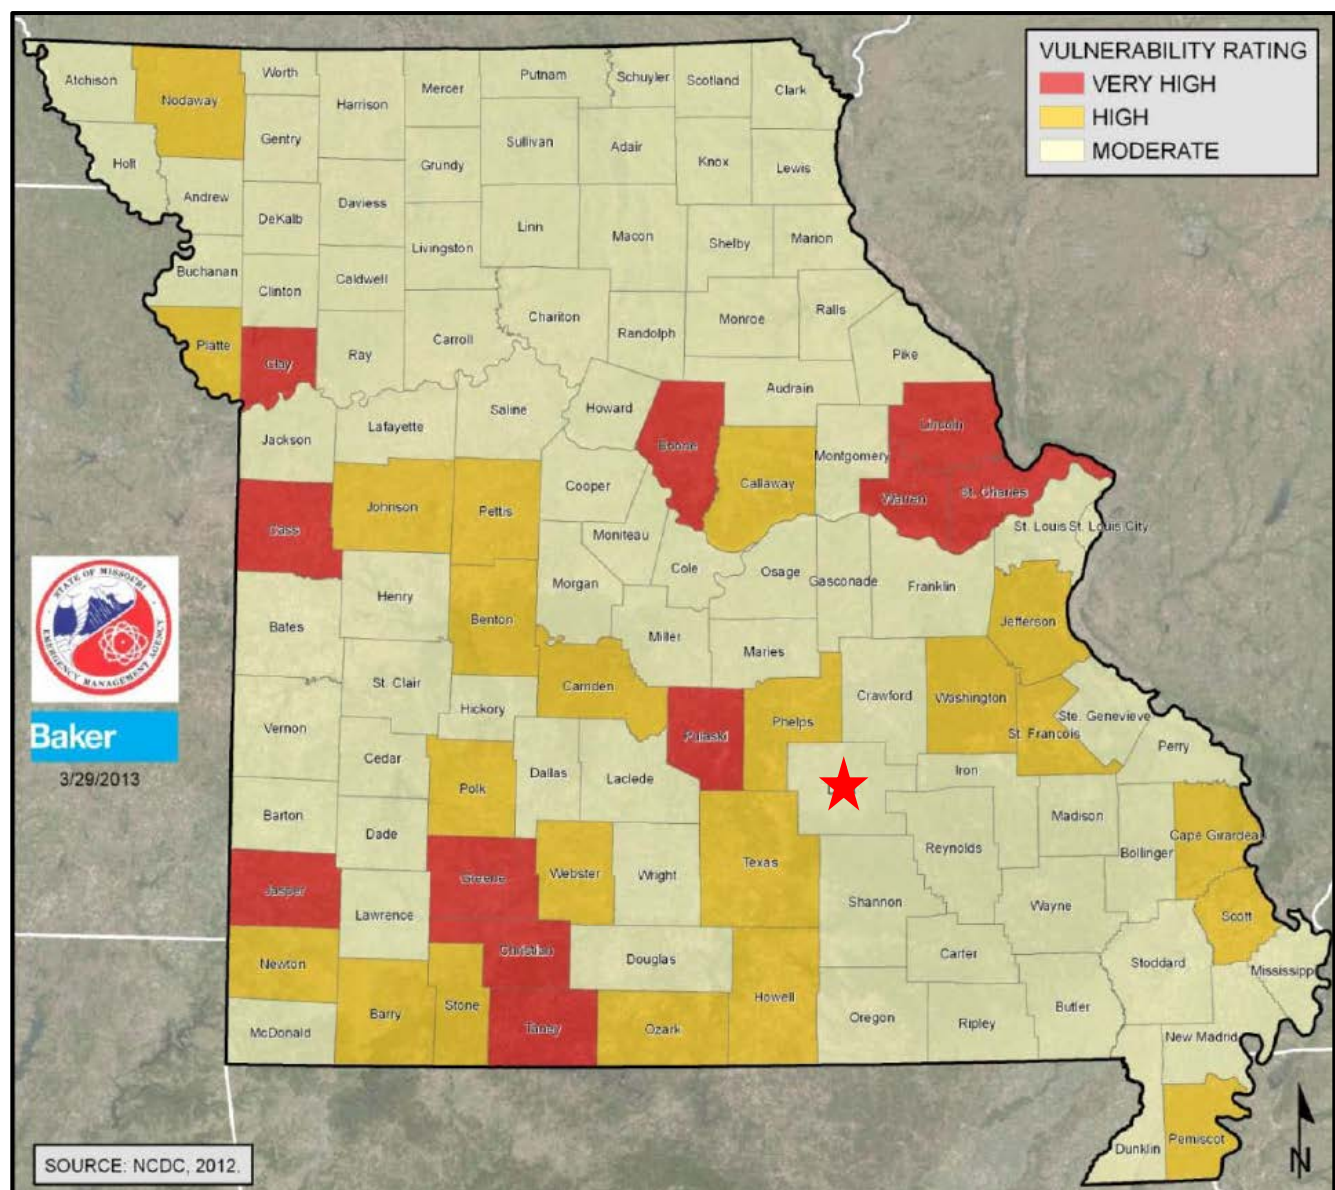 VULNERABILITY RATING
VERY HIGH
HIGH
MODERATE
Atchison
Nodaway
Worth
Harrison
Mercer
Putnam
Schuyler
Scotland
Clark
Holt
Gentry
Grundy
Sullivan
Adair
Knox
Lewis
Andrew
DeKalb
Daviess
Livingston
Linn
Macon
Shelby
Marion
Buchanan
Clinton
Caldwell
Chariton
Randolph
Monroe
Ralls
Platte
Clay
Ray
Carroll
Pike
Audrain
Jackson
Lafayette
Saline
Howard
Boone
Callaway
Montgomery
Lincoln
Warren
St. Charles
St. Louis
St. Louis City
Cass
Johnson
Pettis
Cooper
Moniteau
Cole
Osage
Gasconade
Franklin
Jefferson
Bates
Henry
Benton
Morgan
Miller
Maries
St. Clair
Hickory
Camden
Pulaski
Phelps
Crawford
Washington
St. Francois
Ste. Genevieve
Perry
Vernon
Cedar
Polk
Dallas
Laclede
Iron
Madison
Bollinger
Cape Girardeau
Barton
Dade
Greene
Webster
Wright
Texas
Reynolds
Shannon
Wayne
Scott
Jasper
Lawrence
Christian
Douglas
Carter
Stoddard
Mississippi
Newton
Barry
Stone
Taney
Ozark
Howell
Oregon
Ripley
Butler
New Madrid
McDonald
Dunklin
Pemiscot
STATE OF MISSOURI
EMERGENCY MANAGEMENT AGENCY
Baker
3/29/2013
SOURCE: NCDC, 2012.
N